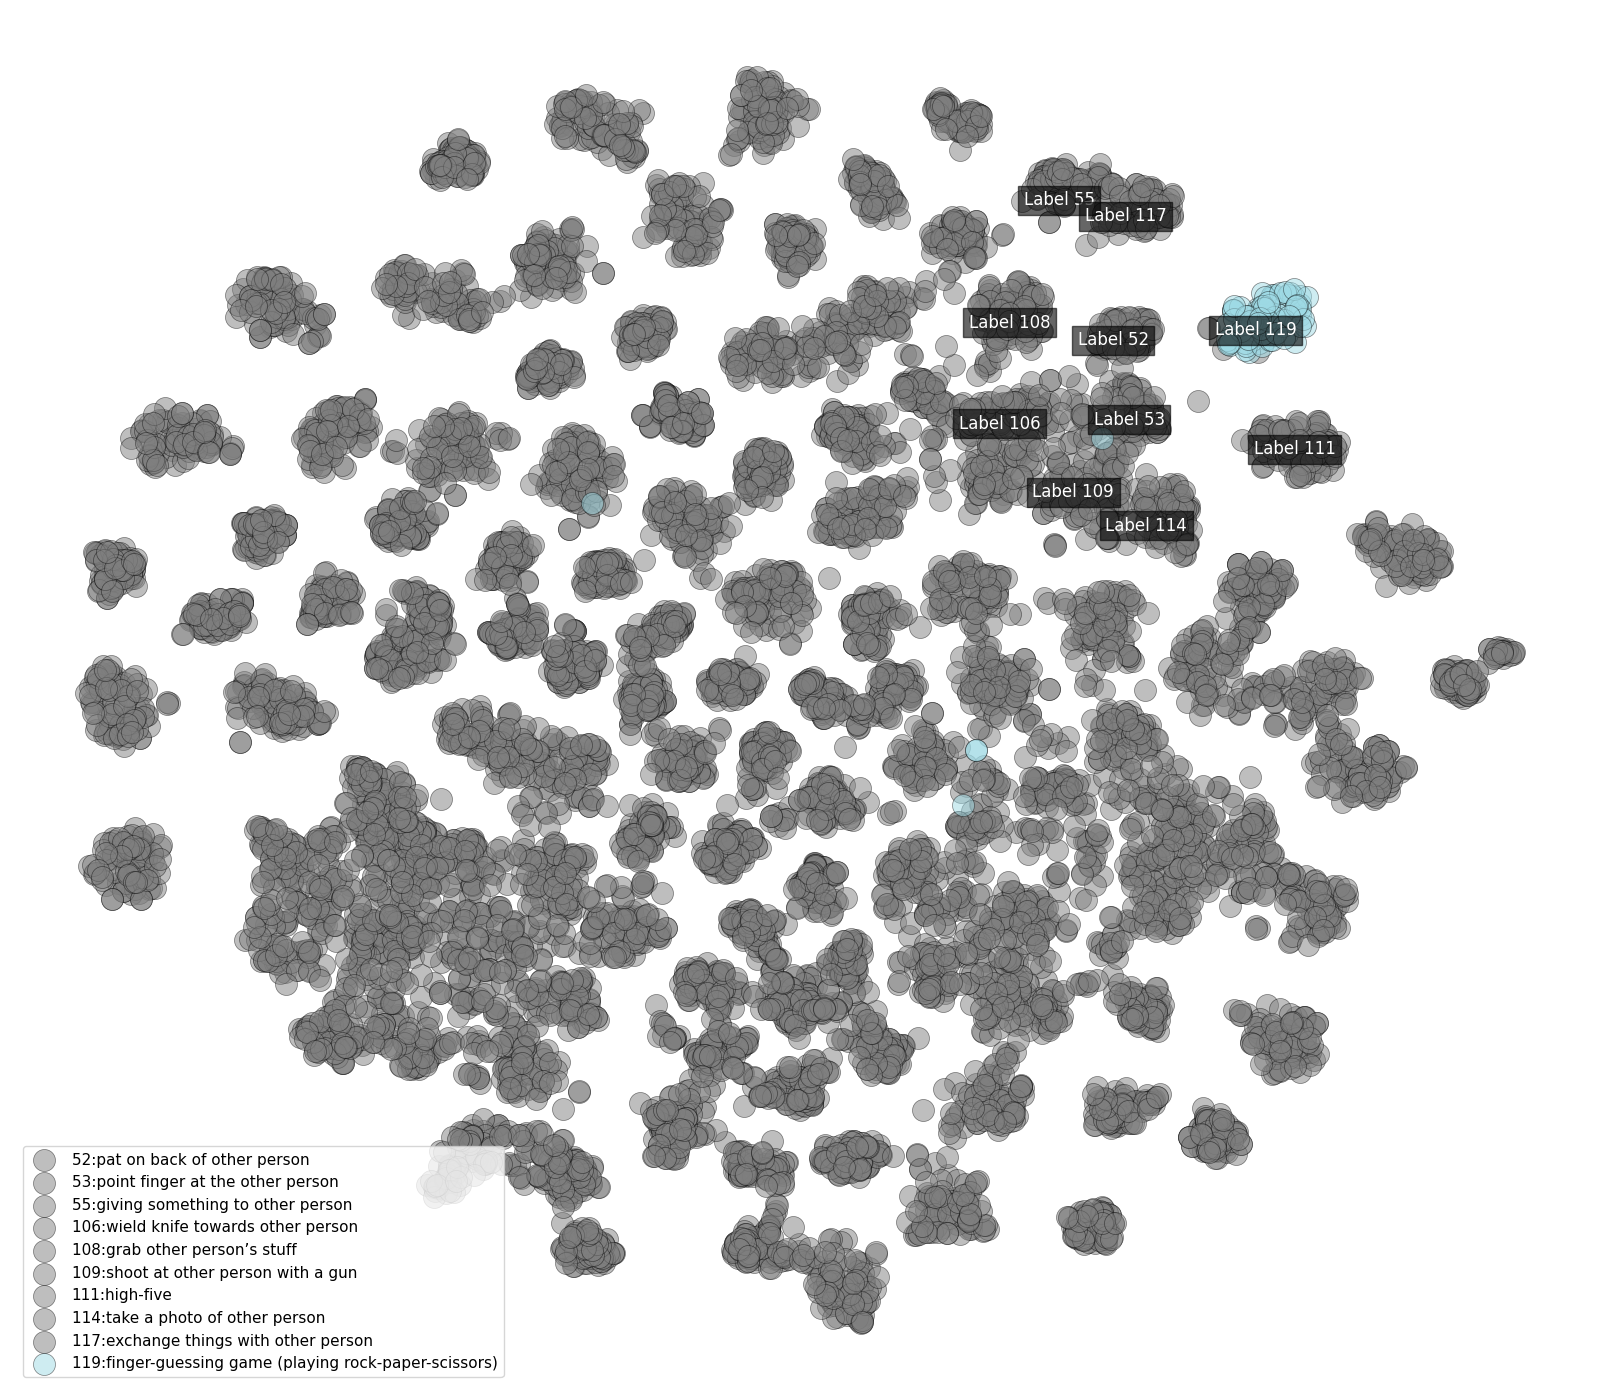 Label 55
Label 117
Label 108
Label 52
Label 119
Label 106
Label 53
Label 111
Label 109
Label 114
52:pat on back of other person
53:point finger at the other person
55:giving something to other person
106:wield knife towards other person
108:grab other person’s stuff
109:shoot at other person with a gun
111:high-five
114:take a photo of other person
117:exchange things with other person
119:finger-guessing game (playing rock-paper-scissors)